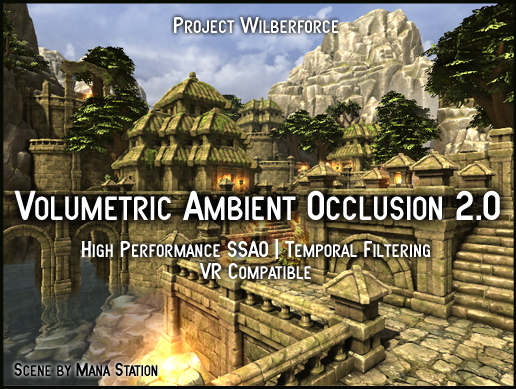 Project Wilberforce
Volumetric Ambient Occlusion 2.0
High Performance SSAO | Temporal Filtering
VR Compatible
Scene by Mana Station